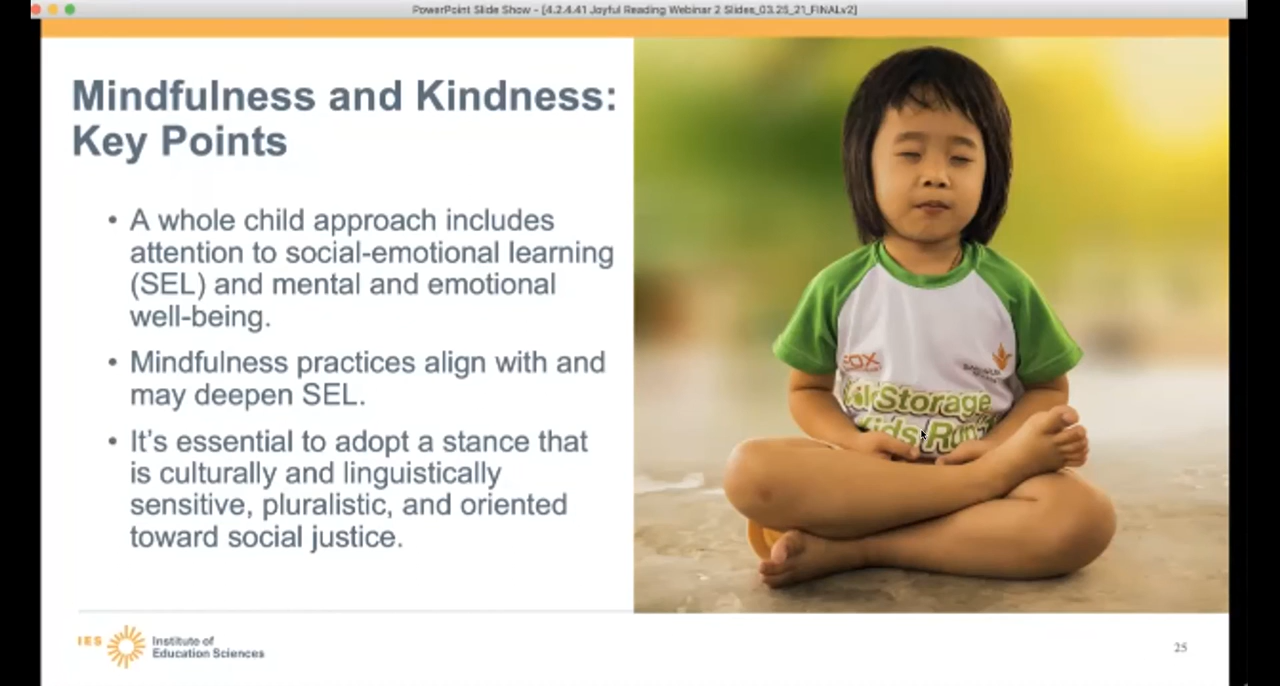 PowerPoint Slide Show - [4.2.4.41 Joyful Reading Webinar 2 Slides_03.25_21_FINALv2]
Mindfulness and Kindness:
Key Points
• A whole child approach includes
attention to social-emotional learning
(SEL) and mental and emotional
well-being.
• Mindfulness practices align with and
may deepen SEL.
• It's essential to adopt a stance that
is culturally and linguistically
sensitive, pluralistic, and oriented
toward social justice.
Storage
IES
Institute of
Education Sciences
25